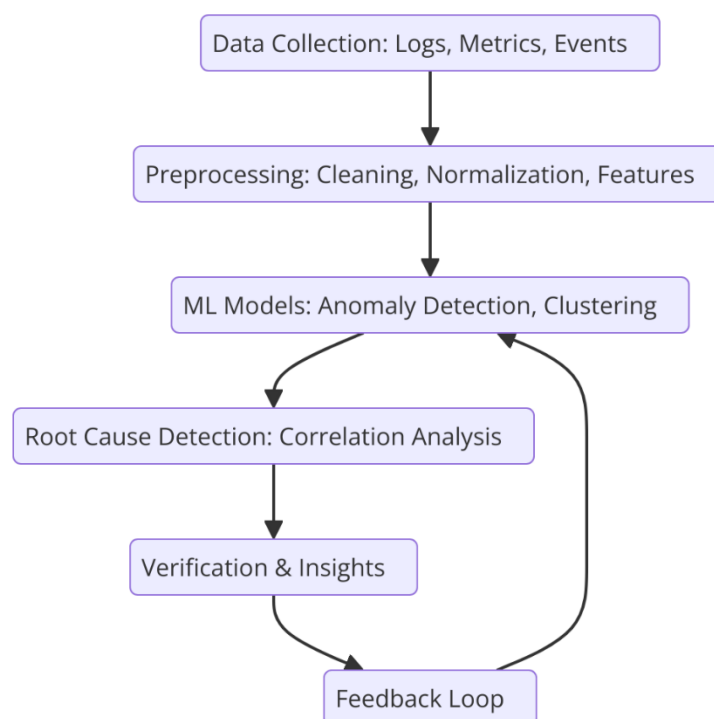 Data Collection: Logs, Metrics, Events
Preprocessing: Cleaning, Normalization, Features
ML Models: Anomaly Detection, Clustering
Root Cause Detection: Correlation Analysis
Verification & Insights
Feedback Loop